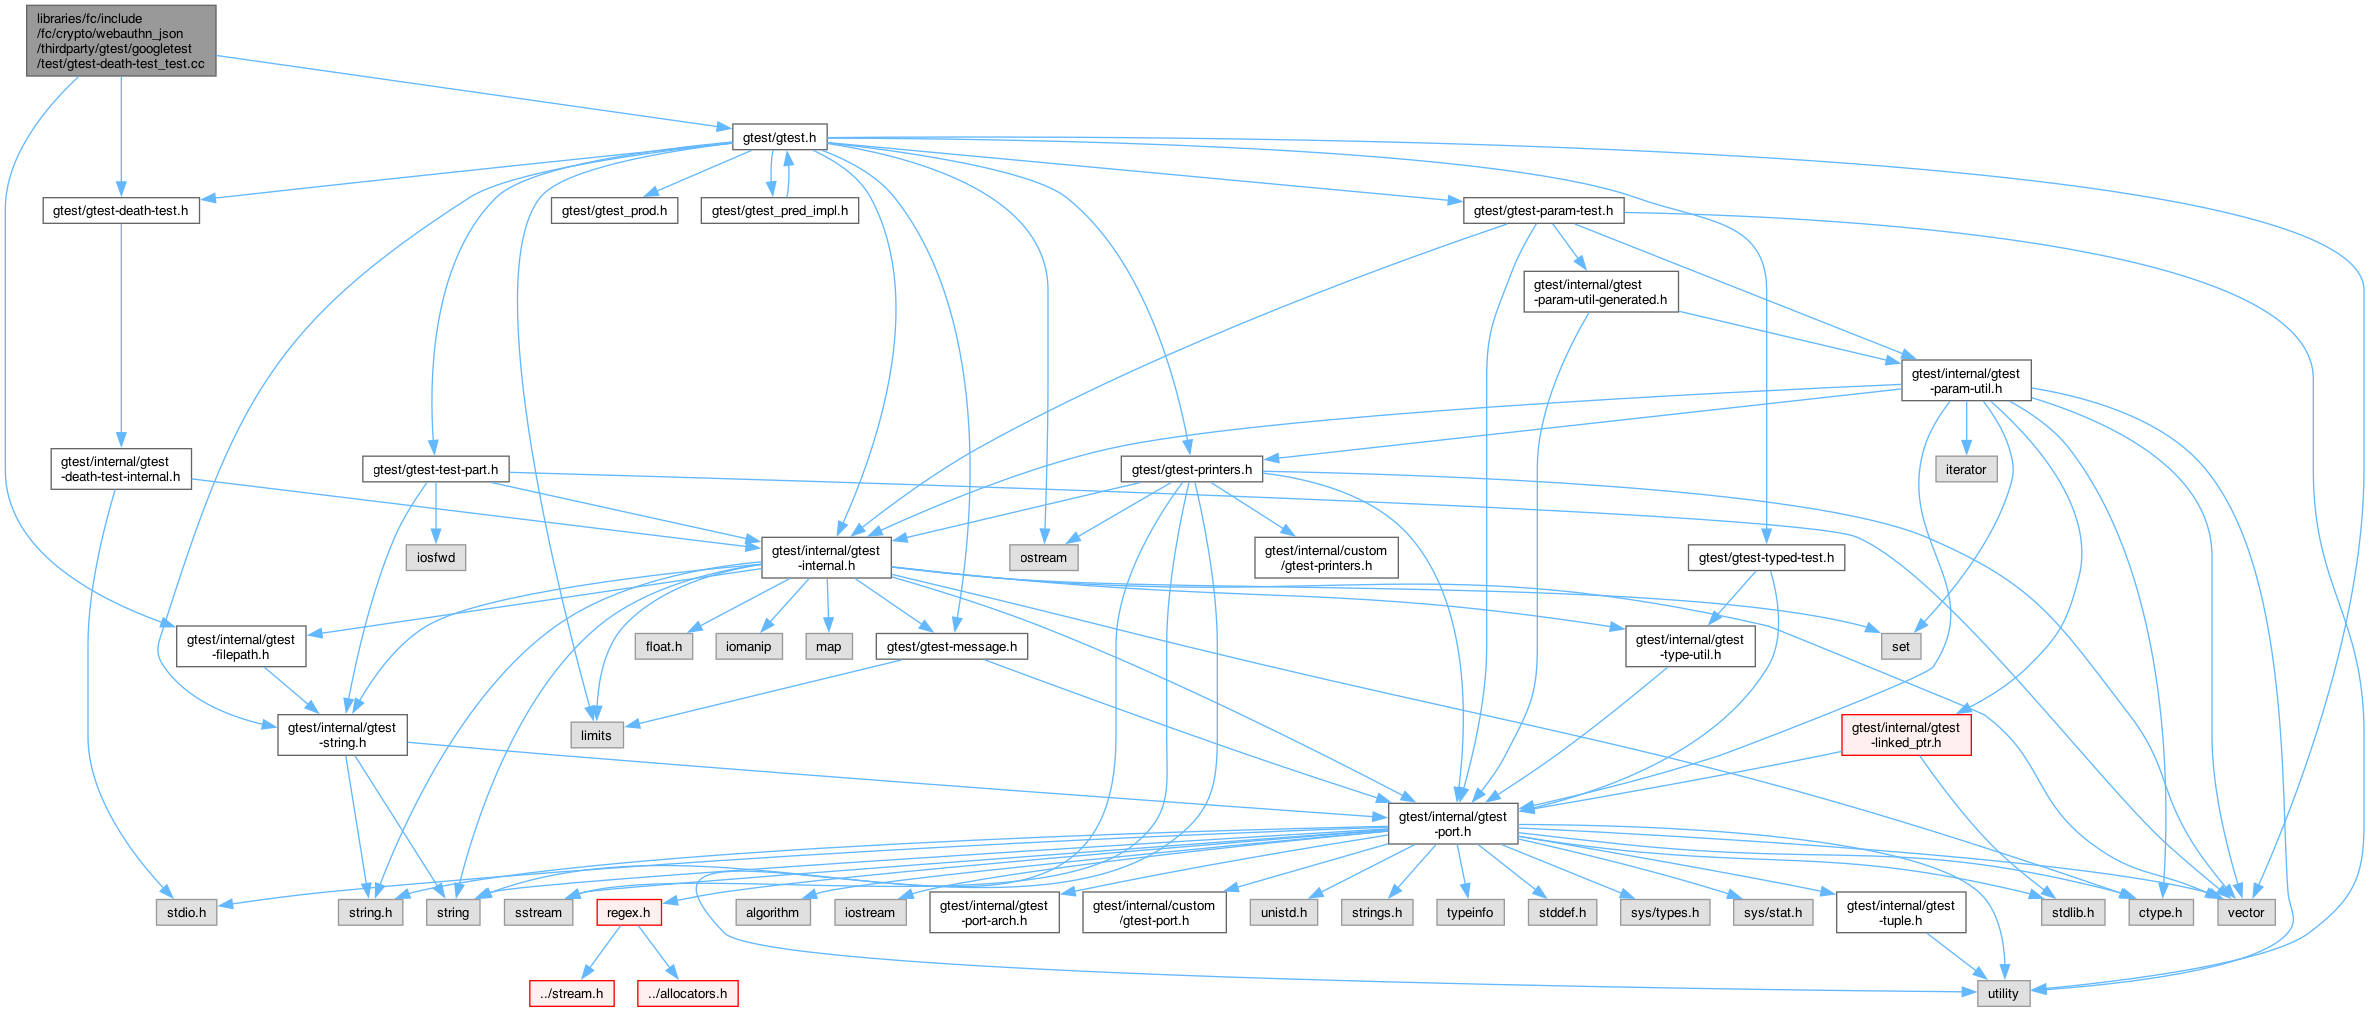 libraries/fc/include
/fc/crypto/webauthn_json
/thirdparty/gtest/googletest
/test/gtest-death-test_test.cc
gtest/gtest.h
gtest/gtest-death-test.h
gtest/gtest_prod.h
gtest/gtest_pred_impl.h
gtest/gtest-param-test.h
gtest/internal/gtest
-param-util-generated.h
gtest/internal/gtest
-param-util.h
gtest/internal/gtest
-death-test-internal.h
gtest/gtest-test-part.h
gtest/gtest-printers.h
iterator
iosfwd
gtest/internal/gtest
-internal.h
ostream
gtest/internal/custom
/gtest-printers.h
gtest/gtest-typed-test.h
gtest/internal/gtest
-filepath.h
float.h
iomanip
map
gtest/gtest-message.h
gtest/internal/gtest
-type-util.h
set
gtest/internal/gtest
-string.h
limits
gtest/internal/gtest
-linked_ptr.h
gtest/internal/gtest
-port.h
stdio.h
string.h
string
sstream
regex.h
algorithm
iostream
gtest/internal/gtest
-port-arch.h
gtest/internal/custom
/gtest-port.h
unistd.h
strings.h
typeinfo
stddef.h
sys/types.h
sys/stat.h
gtest/internal/gtest
-tuple.h
stdlib.h
ctype.h
vector
../stream.h
../allocators.h
utility